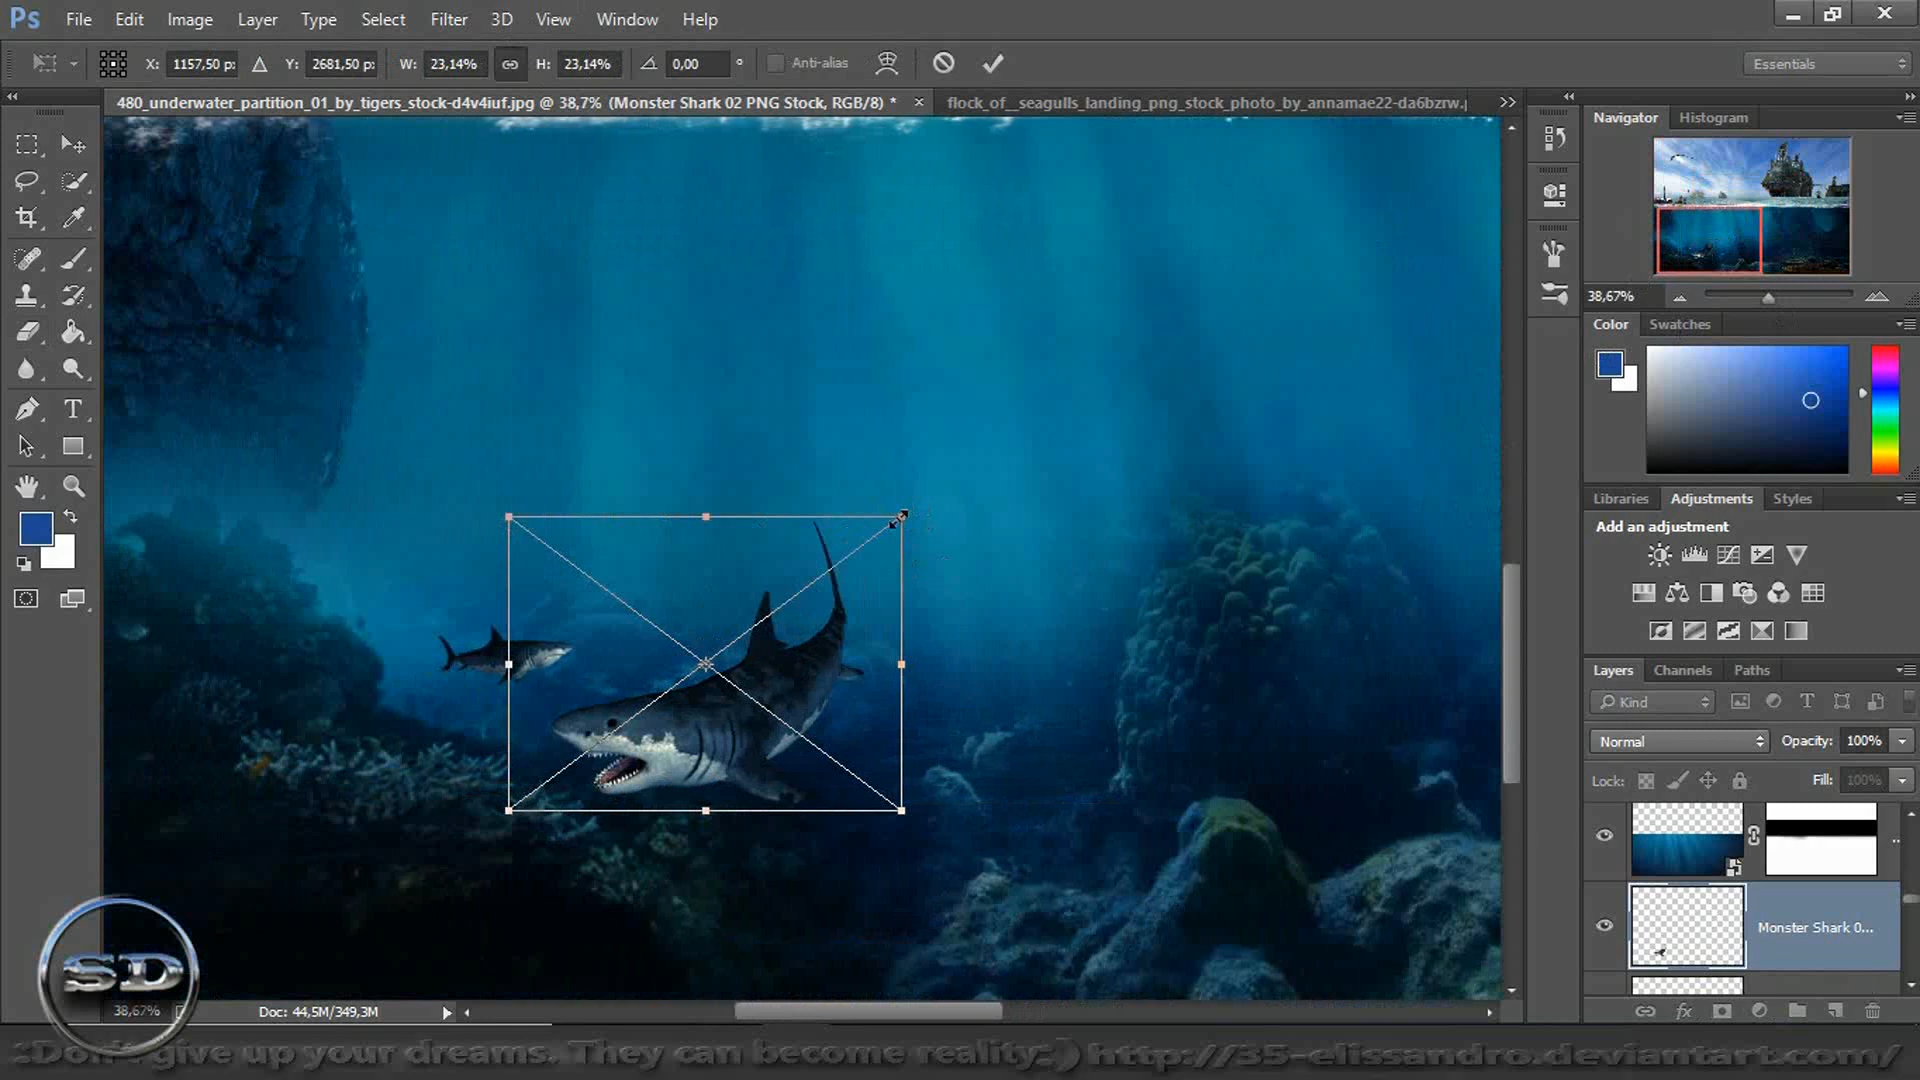 Ps File Edit Image Layer Type Select Filter 3D View Window Help
X: 1157,50 p: Y: 2681,50 p: W: 23,14% H: 23,14% 0,00 ° Anti-alias Essentials
480_underwater_partition_01_by_tigers_stock-d4v4iuf.jpg @ 38,7% (Monster Shark 02 PNG Stock, RGB/8) * × flock_of__seagulls_landing_png_stock_photo_by_annamae22-da6bzrw.p
Navigator Histogram
38,67%
Color Swatches
Libraries Adjustments Styles
Add an adjustment
Layers Channels Paths
Kind
Normal Opacity: 100%
Lock: Fill: 100%
Monster Shark 0...
SD
38,67% Doc: 44,5M/349,3M
:Don't give up your dreams. They can become reality:;) http://35-elissandro.deviantart.com/